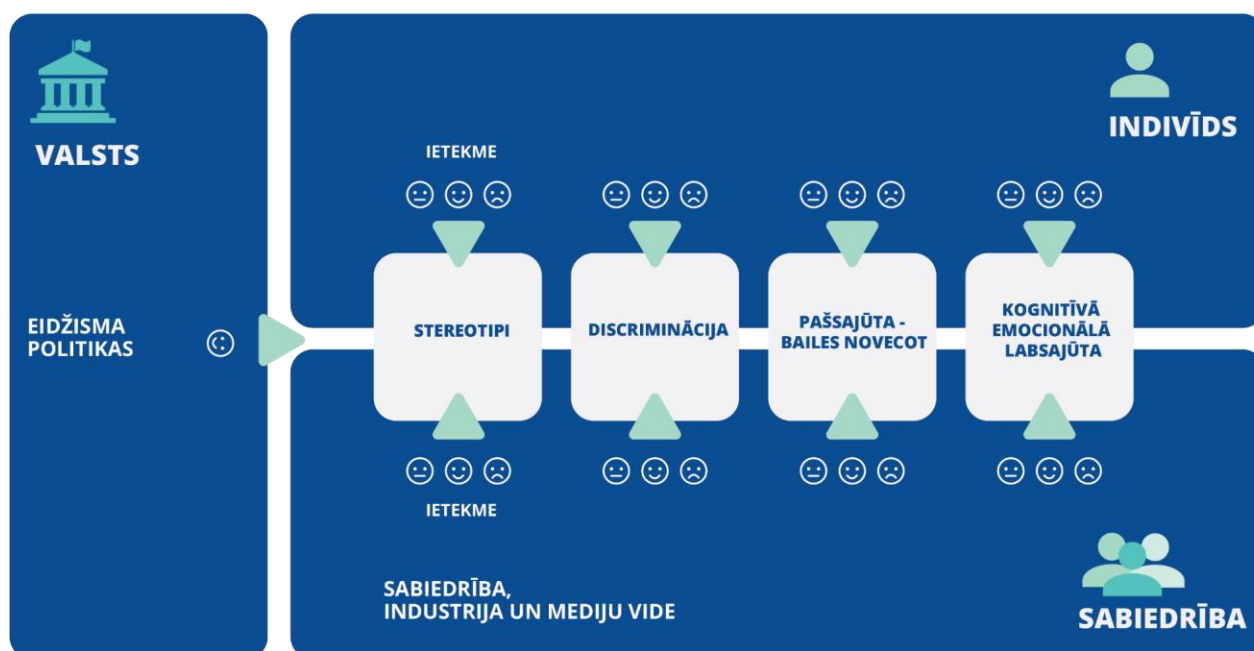 VALSTS
EIDŽISMA
POLITIKAS
INDIVĪDS
IETEKME
STEREOTIPI
DISCRIMINĀCIJA
PAŠSAJŪTA -
BAILES NOVECOT
KOGNITĪVĀ
EMOCIONĀLĀ
LABSAJŪTA
IETEKME
SABIEDRĪBA,
INDUSTRIJA UN MEDIJU VIDE
SABIEDRĪBA